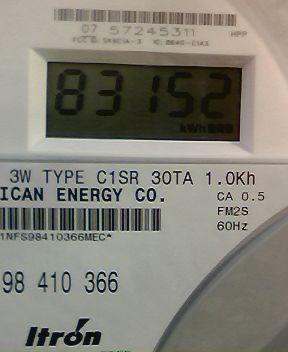 07 57245311 HPP
83152
kWh
3W TYPE C1SR 30TA 1.0Kh
ICAN ENERGY CO. CA 0.5
FM2S
60Hz
1NFS98410366MEC*
98 410 366
Itron